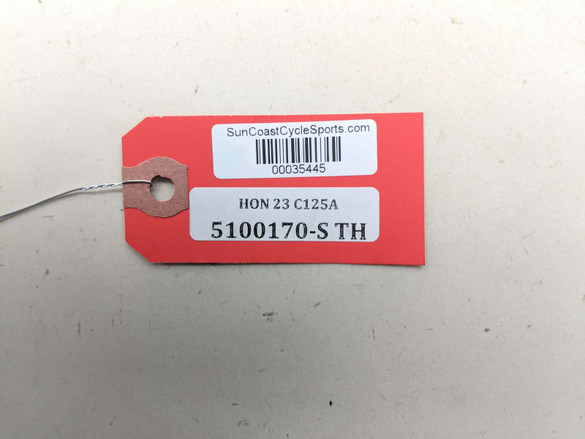 SunCoastCycleSports.com
00035445
HON 23 C125A
5100170-S TH